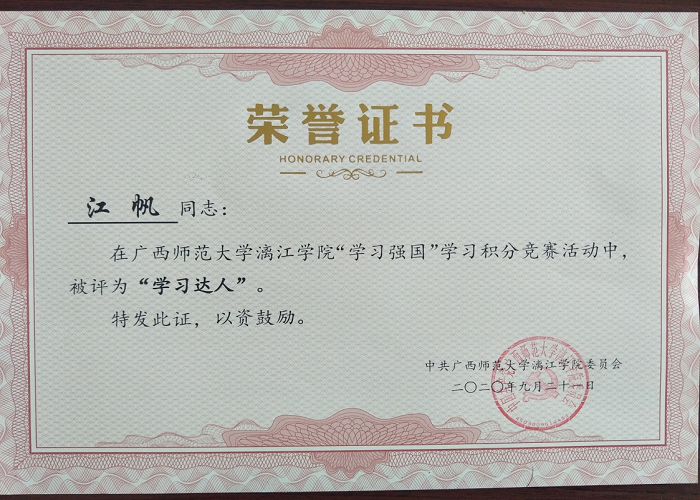 荣誉证书
HONORARY CREDENTIAL
江 帆 同志：
在广西师范大学漓江学院“学习强国”学习积分竞赛活动中，
被评为“学习达人”。
特发此证，以资鼓励。
中共广西师范大学漓江学院委员会
二〇二〇年九月二十一日